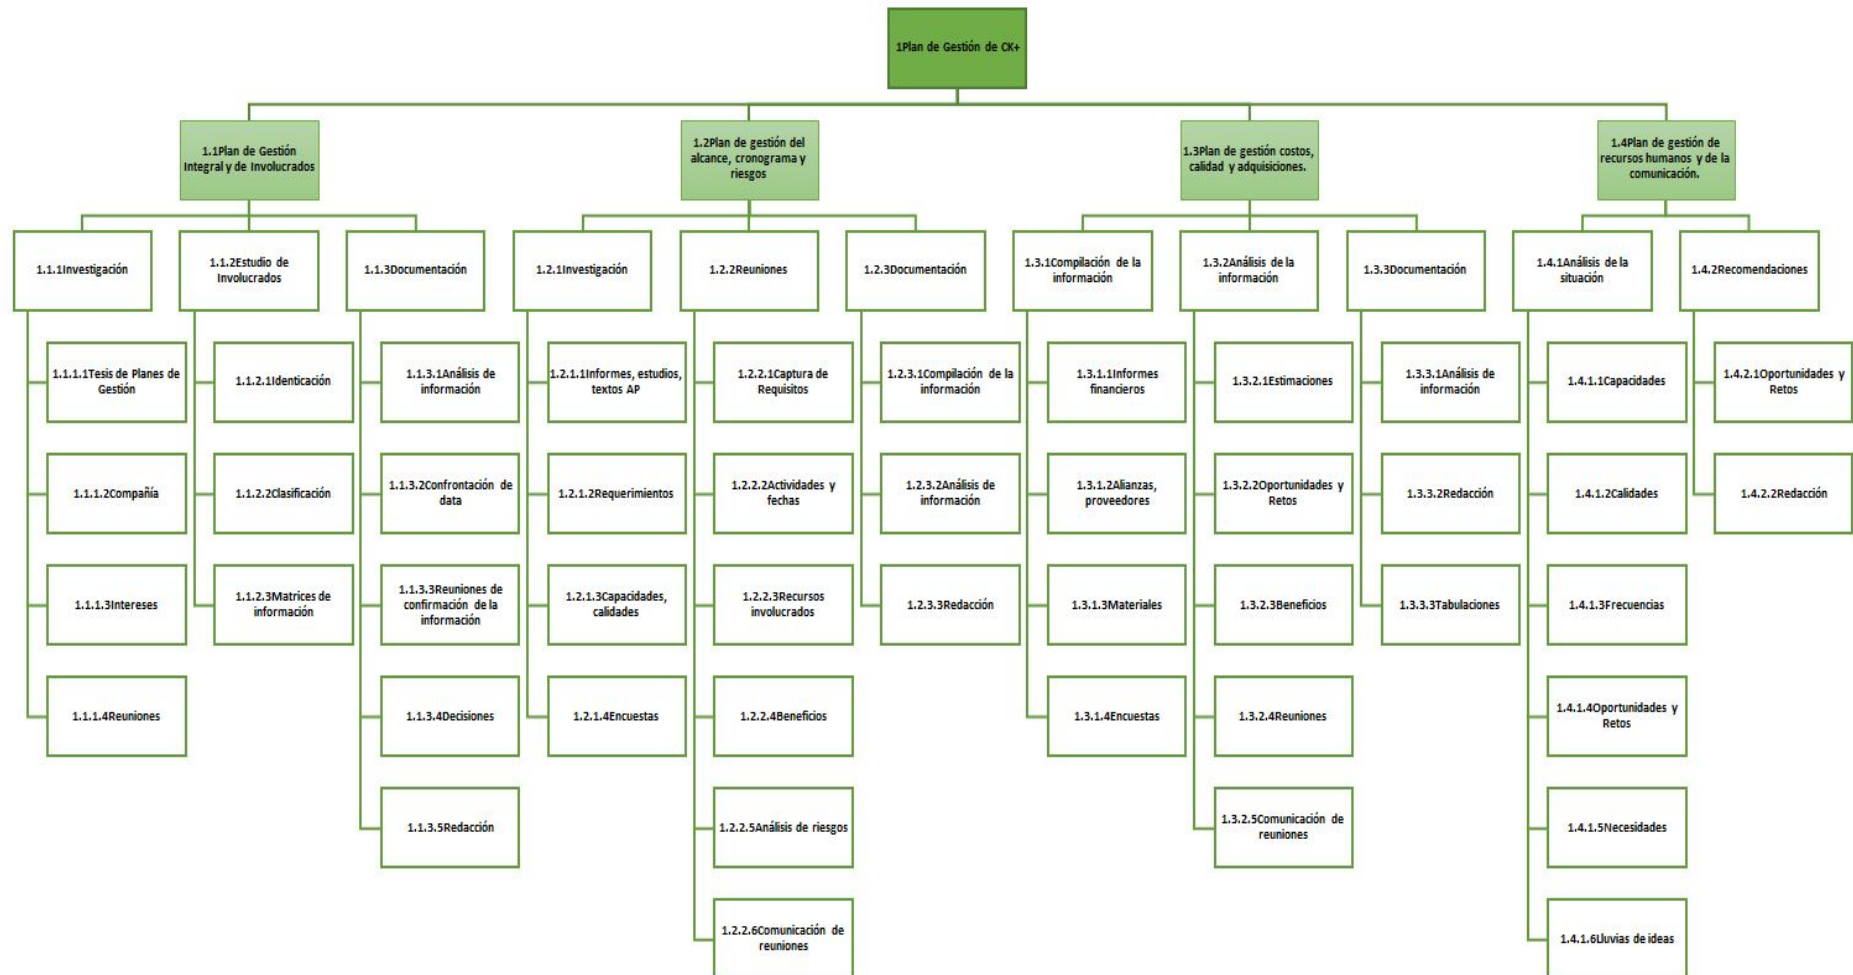 1Plan de Gestión de CK+
1.1Plan de Gestión
Integral y de Involucrados
1.2Plan de gestión del
alcance, cronograma y
riesgos
1.3Plan de gestión costos,
calidad y adquisiciones.
1.4Plan de gestión de
recursos humanos y de la
comunicación.
1.1.1Investigación
1.1.2Estudio de
Involucrados
1.1.3Documentación
1.2.1Investigación
1.2.2Reuniones
1.2.3Documentación
1.3.1Compilación de la
información
1.3.2Análisis de la
información
1.3.3Documentación
1.4.1Análisis de la
situación
1.4.2Recomendaciones
1.1.1.1Tesis de Planes de
Gestión
1.1.2.1Identicación
1.1.3.1Análisis de
información
1.2.1.1Informes, estudios,
textos AP
1.2.2.1Captura de
Requisitos
1.2.3.1Compilación de la
información
1.3.1.1Informes
financieros
1.3.2.1Estimaciones
1.3.3.1Análisis de
información
1.4.1.1Capacidades
1.4.2.1Oportunidades y
Retos
1.1.1.2Compañía
1.1.2.2Clasificación
1.1.3.2Confrontación de
data
1.2.1.2Requerimientos
1.2.2.2Actividades y
fechas
1.2.3.2Análisis de
información
1.3.1.2Alianzas,
proveedores
1.3.2.2Oportunidades y
Retos
1.3.3.2Redacción
1.4.1.2Calidades
1.4.2.2Redacción
1.1.1.3Intereses
1.1.2.3Matrices de
información
1.1.3.3Reuniones de
confirmación de la
información
1.2.1.3Capacidades,
calidades
1.2.2.3Recursos
involucrados
1.2.3.3Redacción
1.3.1.3Materiales
1.3.2.3Beneficios
1.3.3.3Tabulaciones
1.4.1.3Frecuencias
1.1.1.4Reuniones
1.1.3.4Decisiones
1.2.1.4Encuestas
1.2.2.4Beneficios
1.3.1.4Encuestas
1.3.2.4Reuniones
1.4.1.4Oportunidades y
Retos
1.1.3.5Redacción
1.2.2.5Análisis de riesgos
1.3.2.5Comunicación de
reuniones
1.4.1.5Necesidades
1.2.2.6Comunicación de
reuniones
1.4.1.6Lluvias de ideas